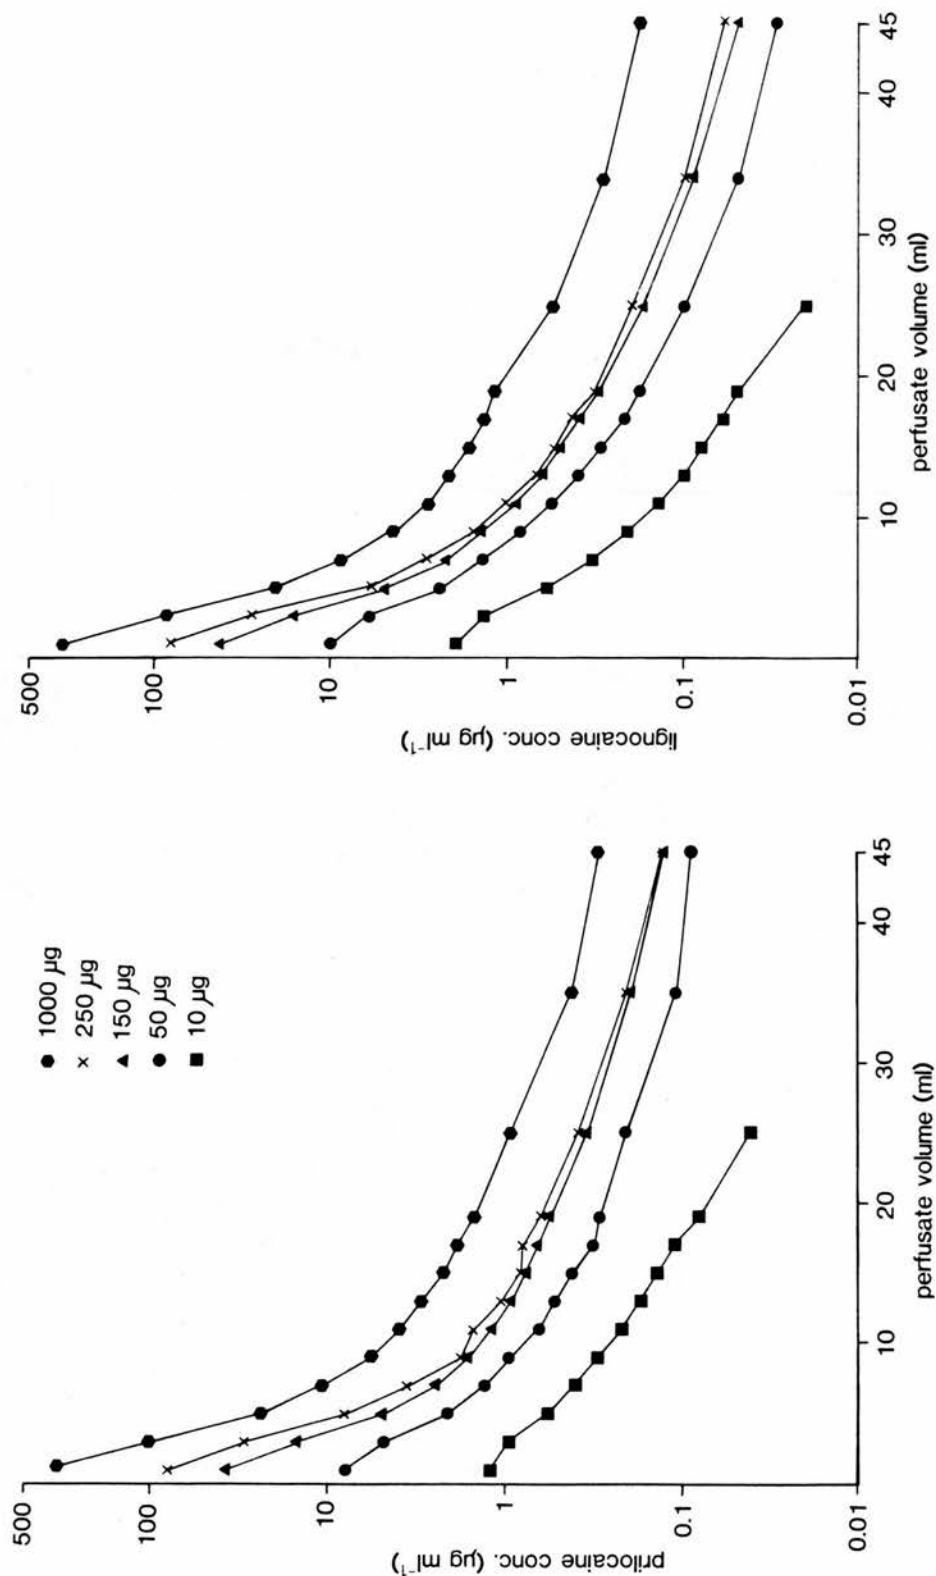 500
100
10
1
0.1
0.01
prilocaine conc. (µg ml⁻¹)
10
20
30
40
45
perfusate volume (ml)
1000 µg
250 µg
150 µg
50 µg
10 µg
500
100
10
1
0.1
0.01
lignocaine conc. (µg ml⁻¹)
10
20
30
40
45
perfusate volume (ml)